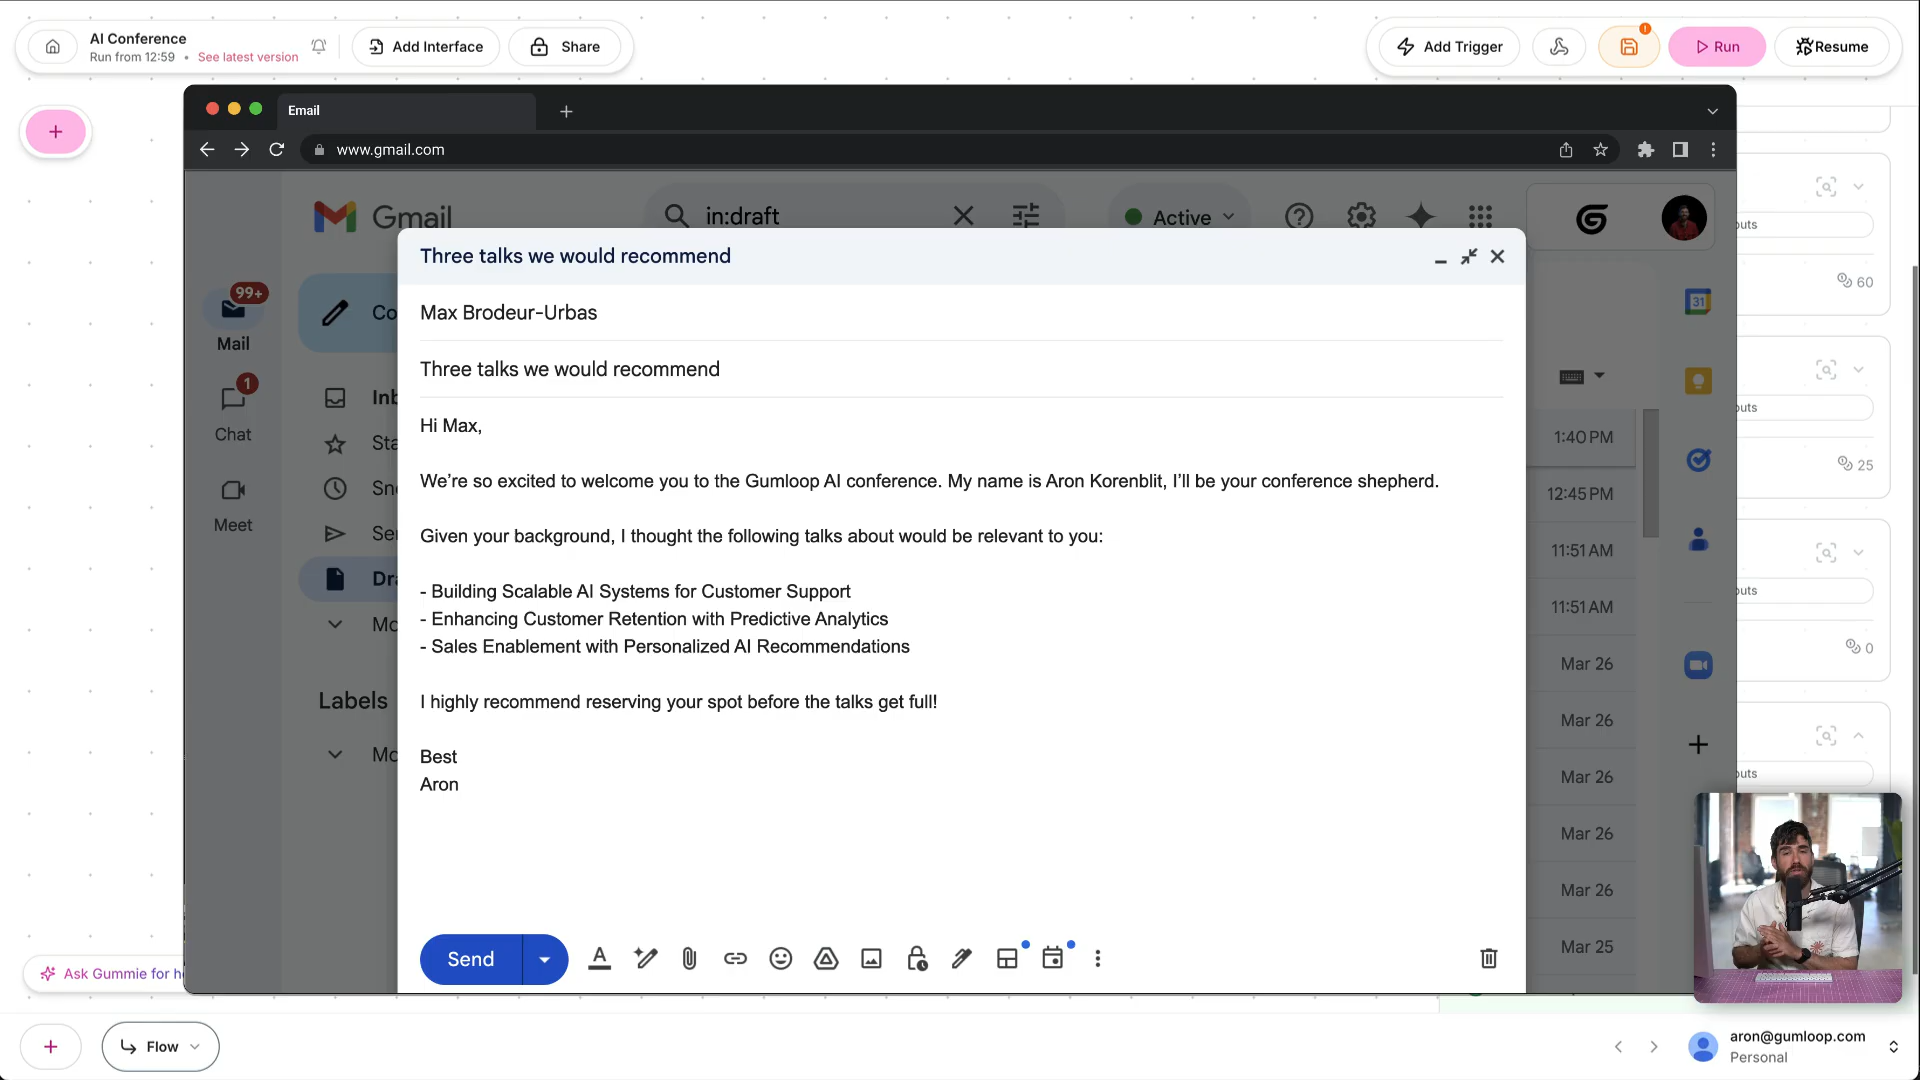 AI Conference
Run from 12:59 • See latest version
Add Interface
Share
Add Trigger
Run
Resume
Email
www.gmail.com
Gmail
in:draft
Active
99+
Mail
1
Chat
Meet
Labels
Three talks we would recommend
Max Brodeur-Urbas
Three talks we would recommend
Hi Max,
We're so excited to welcome you to the Gumloop AI conference. My name is Aron Korenblit, I'll be your conference shepherd.
Given your background, I thought the following talks about would be relevant to you:
- Building Scalable AI Systems for Customer Support
- Enhancing Customer Retention with Predictive Analytics
- Sales Enablement with Personalized AI Recommendations
I highly recommend reserving your spot before the talks get full!
Best
Aron
Send
1:40 PM
12:45 PM
11:51 AM
11:51 AM
Mar 26
Mar 26
Mar 26
Mar 26
Mar 26
Mar 25
31
60
25
0
Ask Gummie for
Flow
aron@gumloop.com
Personal